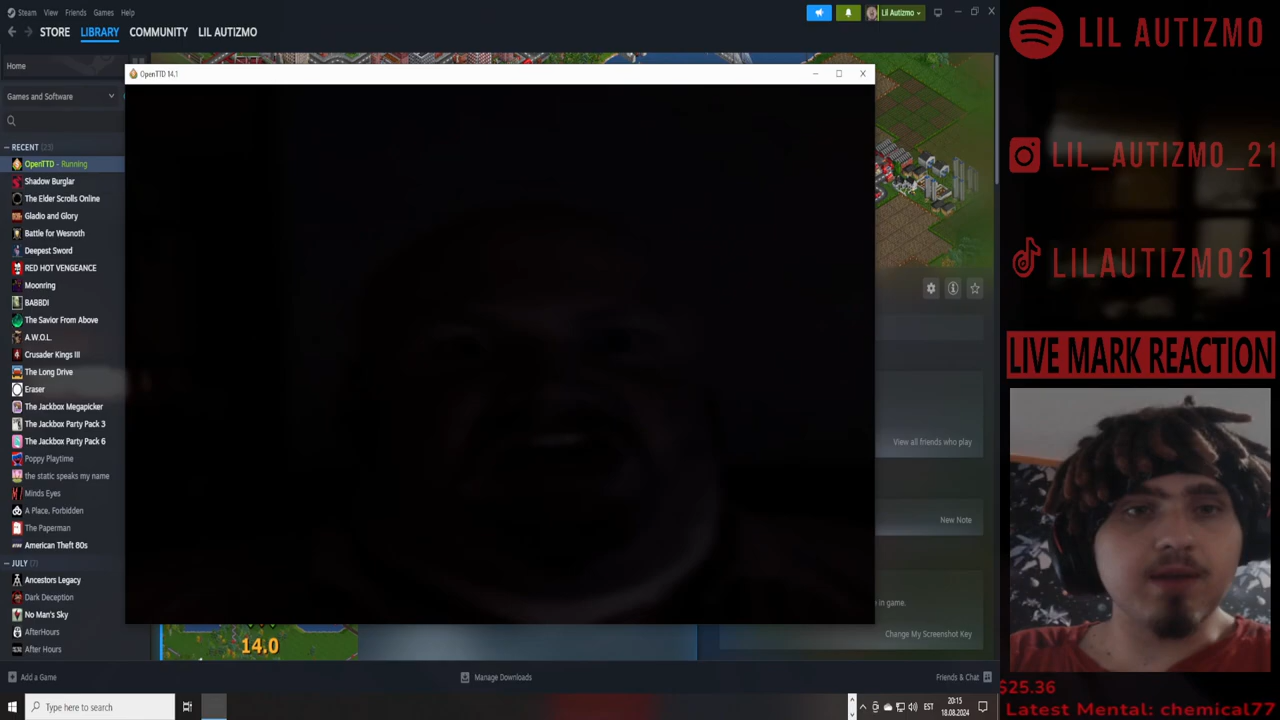 Steam View Friends Games Help
Lil Autizmo
STORE LIBRARY COMMUNITY LIL AUTIZMO
Home
OpenTTD 14.1
Games and Software
RECENT (23)
OpenTTD - Running
Shadow Burglar
The Elder Scrolls Online
Gladio and Glory
Battle for Wesnoth
Deepest Sword
RED HOT VENGEANCE
Moonring
BABBDI
The Savior From Above
A.W.O.L.
Crusader Kings III
The Long Drive
Eraser
The Jackbox Megapicker
The Jackbox Party Pack 3
The Jackbox Party Pack 6
Poppy Playtime
the static speaks my name
Minds Eyes
A Place, Forbidden
The Paperman
American Theft 80s
JULY (7)
Ancestors Legacy
Dark Deception
No Man's Sky
AfterHours
After Hours
View all friends who play
New Note
e in game.
Change My Screenshot Key
14.0
Add a Game
Manage Downloads
Friends & Chat
Type here to search
EST
20:15
18.08.2024
LIL AUTIZMO
LIL_AUTIZMO_21
LILAUTIZMO21
LIVE MARK REACTION
$25.36
Latest Mental: chemical77